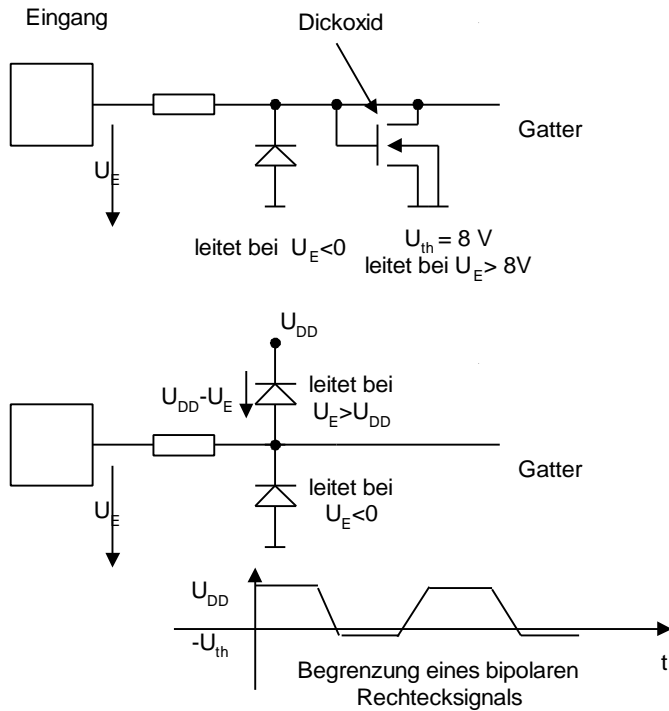 Eingang
Dickoxid
Gatter
U_E
leitet bei U_E<0
U_th = 8 V
leitet bei U_E> 8V
U_DD
U_DD-U_E
leitet bei
U_E>U_DD
Gatter
U_E
leitet bei
U_E<0
U_DD
-U_th
t
Begrenzung eines bipolaren
Rechtecksignals